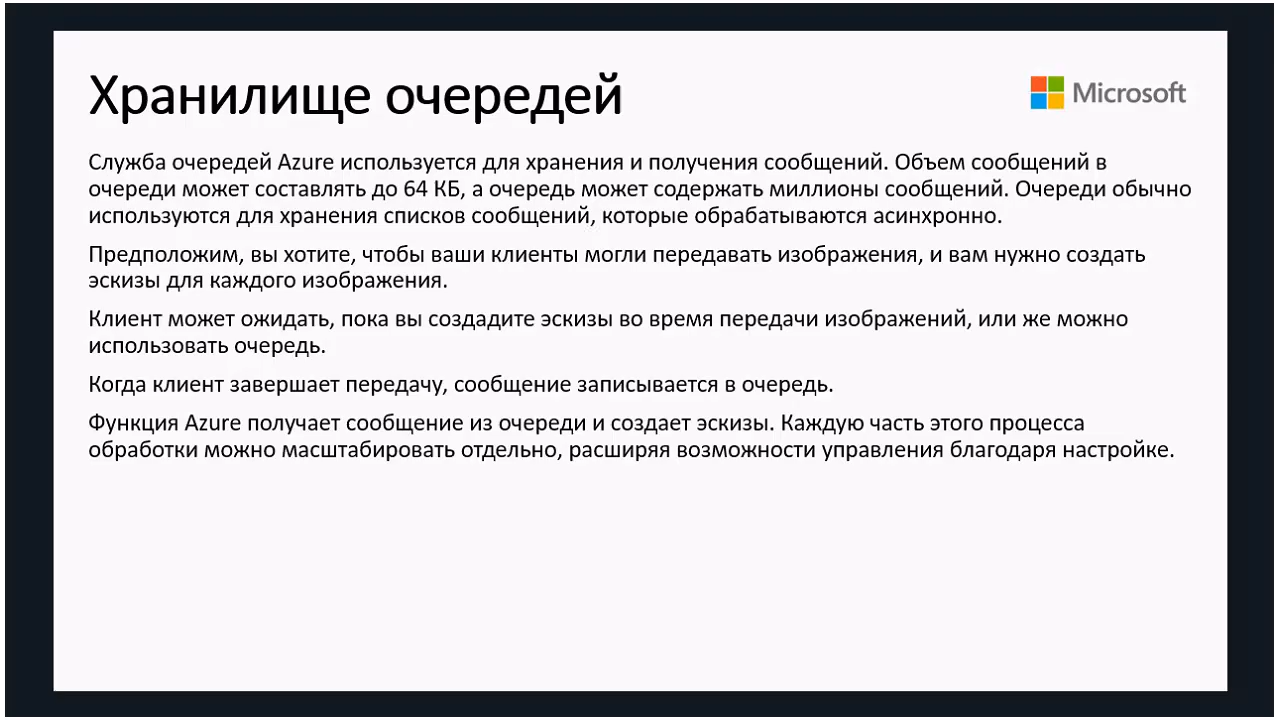 Хранилище очередей
Microsoft
Служба очередей Azure используется для хранения и получения сообщений. Объем сообщений в
очереди может составлять до 64 КБ, а очередь может содержать миллионы сообщений. Очереди обычно
используются для хранения списков сообщений, которые обрабатываются асинхронно.
Предположим, вы хотите, чтобы ваши клиенты могли передавать изображения, и вам нужно создать
эскизы для каждого изображения.
Клиент может ожидать, пока вы создадите эскизы во время передачи изображений, или же можно
использовать очередь.
Когда клиент завершает передачу, сообщение записывается в очередь.
Функция Azure получает сообщение из очереди и создает эскизы. Каждую часть этого процесса
обработки можно масштабировать отдельно, расширяя возможности управления благодаря настройке.